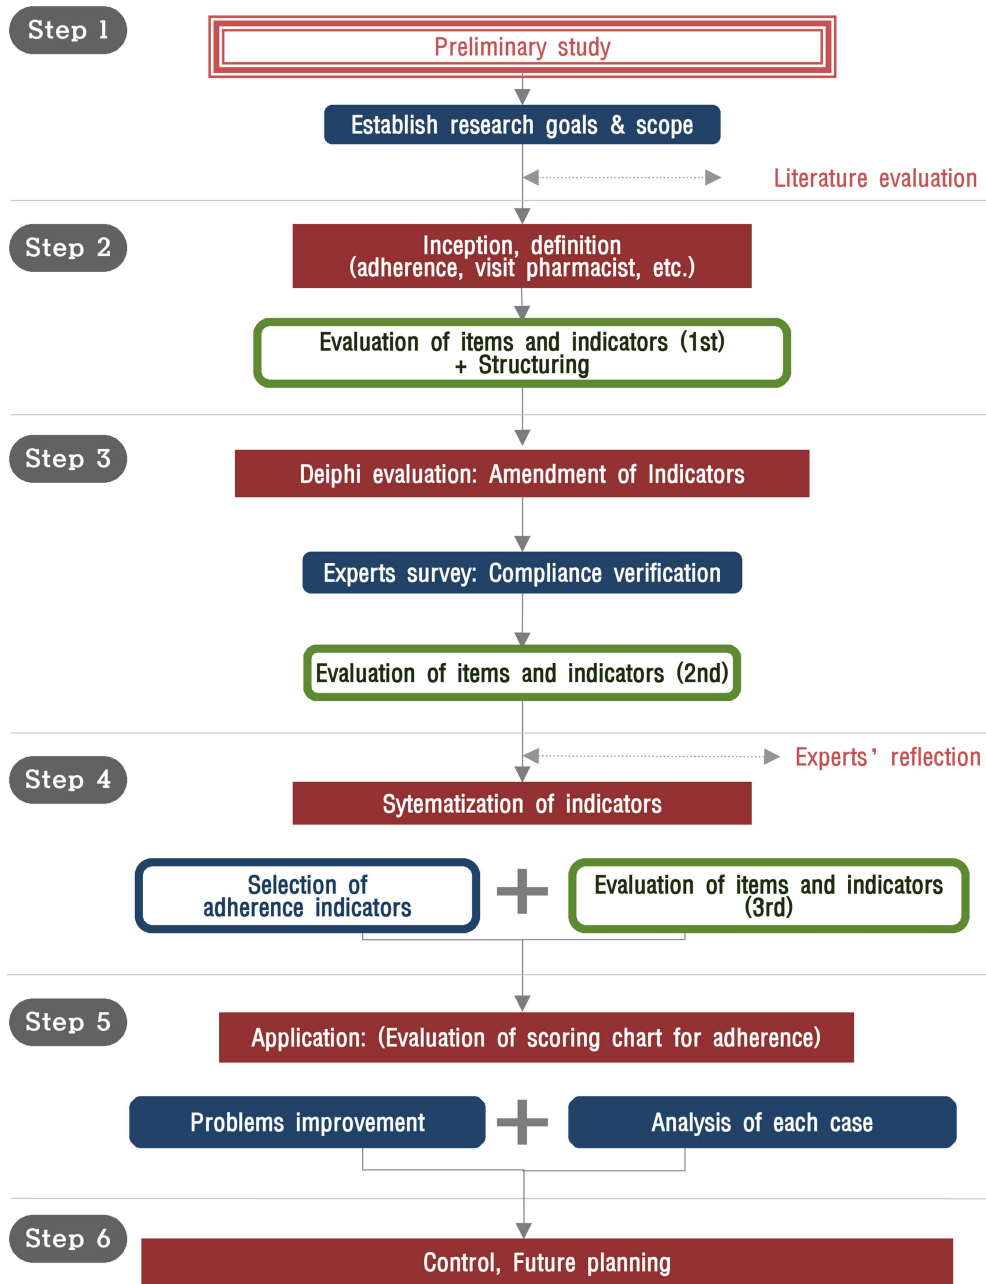 Step 1
Preliminary study
Establish research goals & scope
Literature evaluation
Step 2
Inception, definition
(adherence, visit pharmacist, etc.)
Evaluation of items and indicators (1st)
+ Structuring
Step 3
Deiphi evaluation: Amendment of Indicators
Experts survey: Compliance verification
Evaluation of items and indicators (2nd)
Experts' reflection
Step 4
Sytematization of indicators
Selection of
adherence indicators
+
Evaluation of items and indicators
(3rd)
Step 5
Application: (Evaluation of scoring chart for adherence)
Problems improvement
+
Analysis of each case
Step 6
Control, Future planning